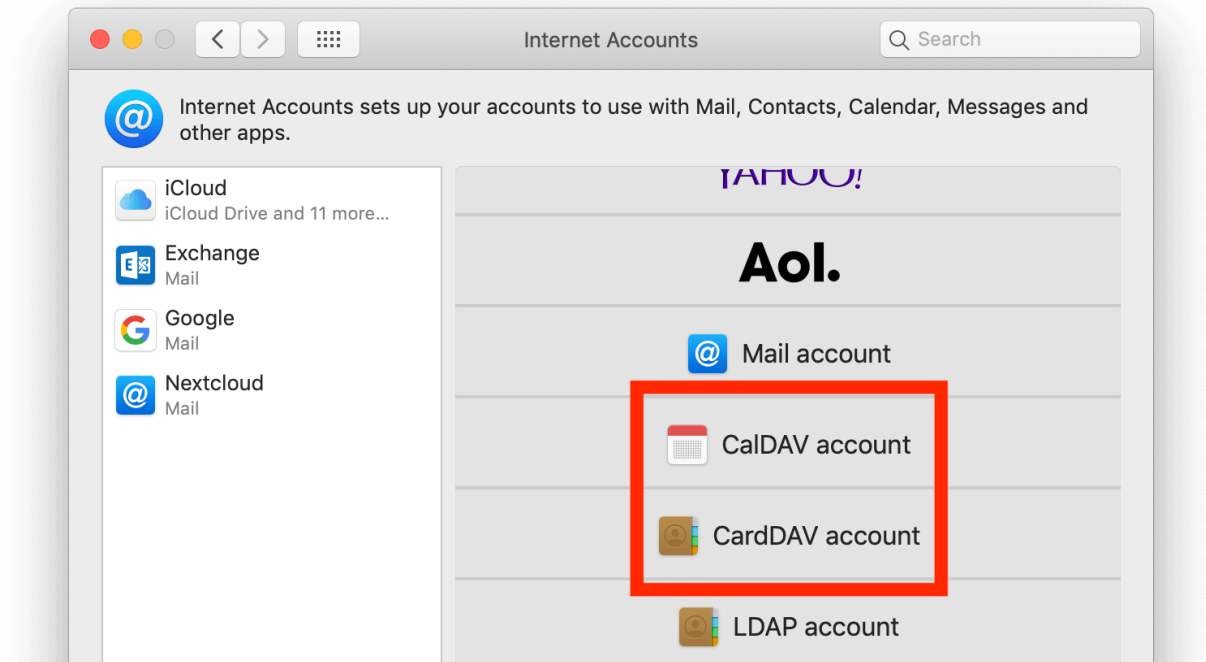 Internet Accounts
Search
Internet Accounts sets up your accounts to use with Mail, Contacts, Calendar, Messages and
other apps.
iCloud
iCloud Drive and 11 more...
Exchange
Mail
Google
Mail
Nextcloud
Mail
YAHOO!
Aol.
Mail account
CalDAV account
CardDAV account
LDAP account